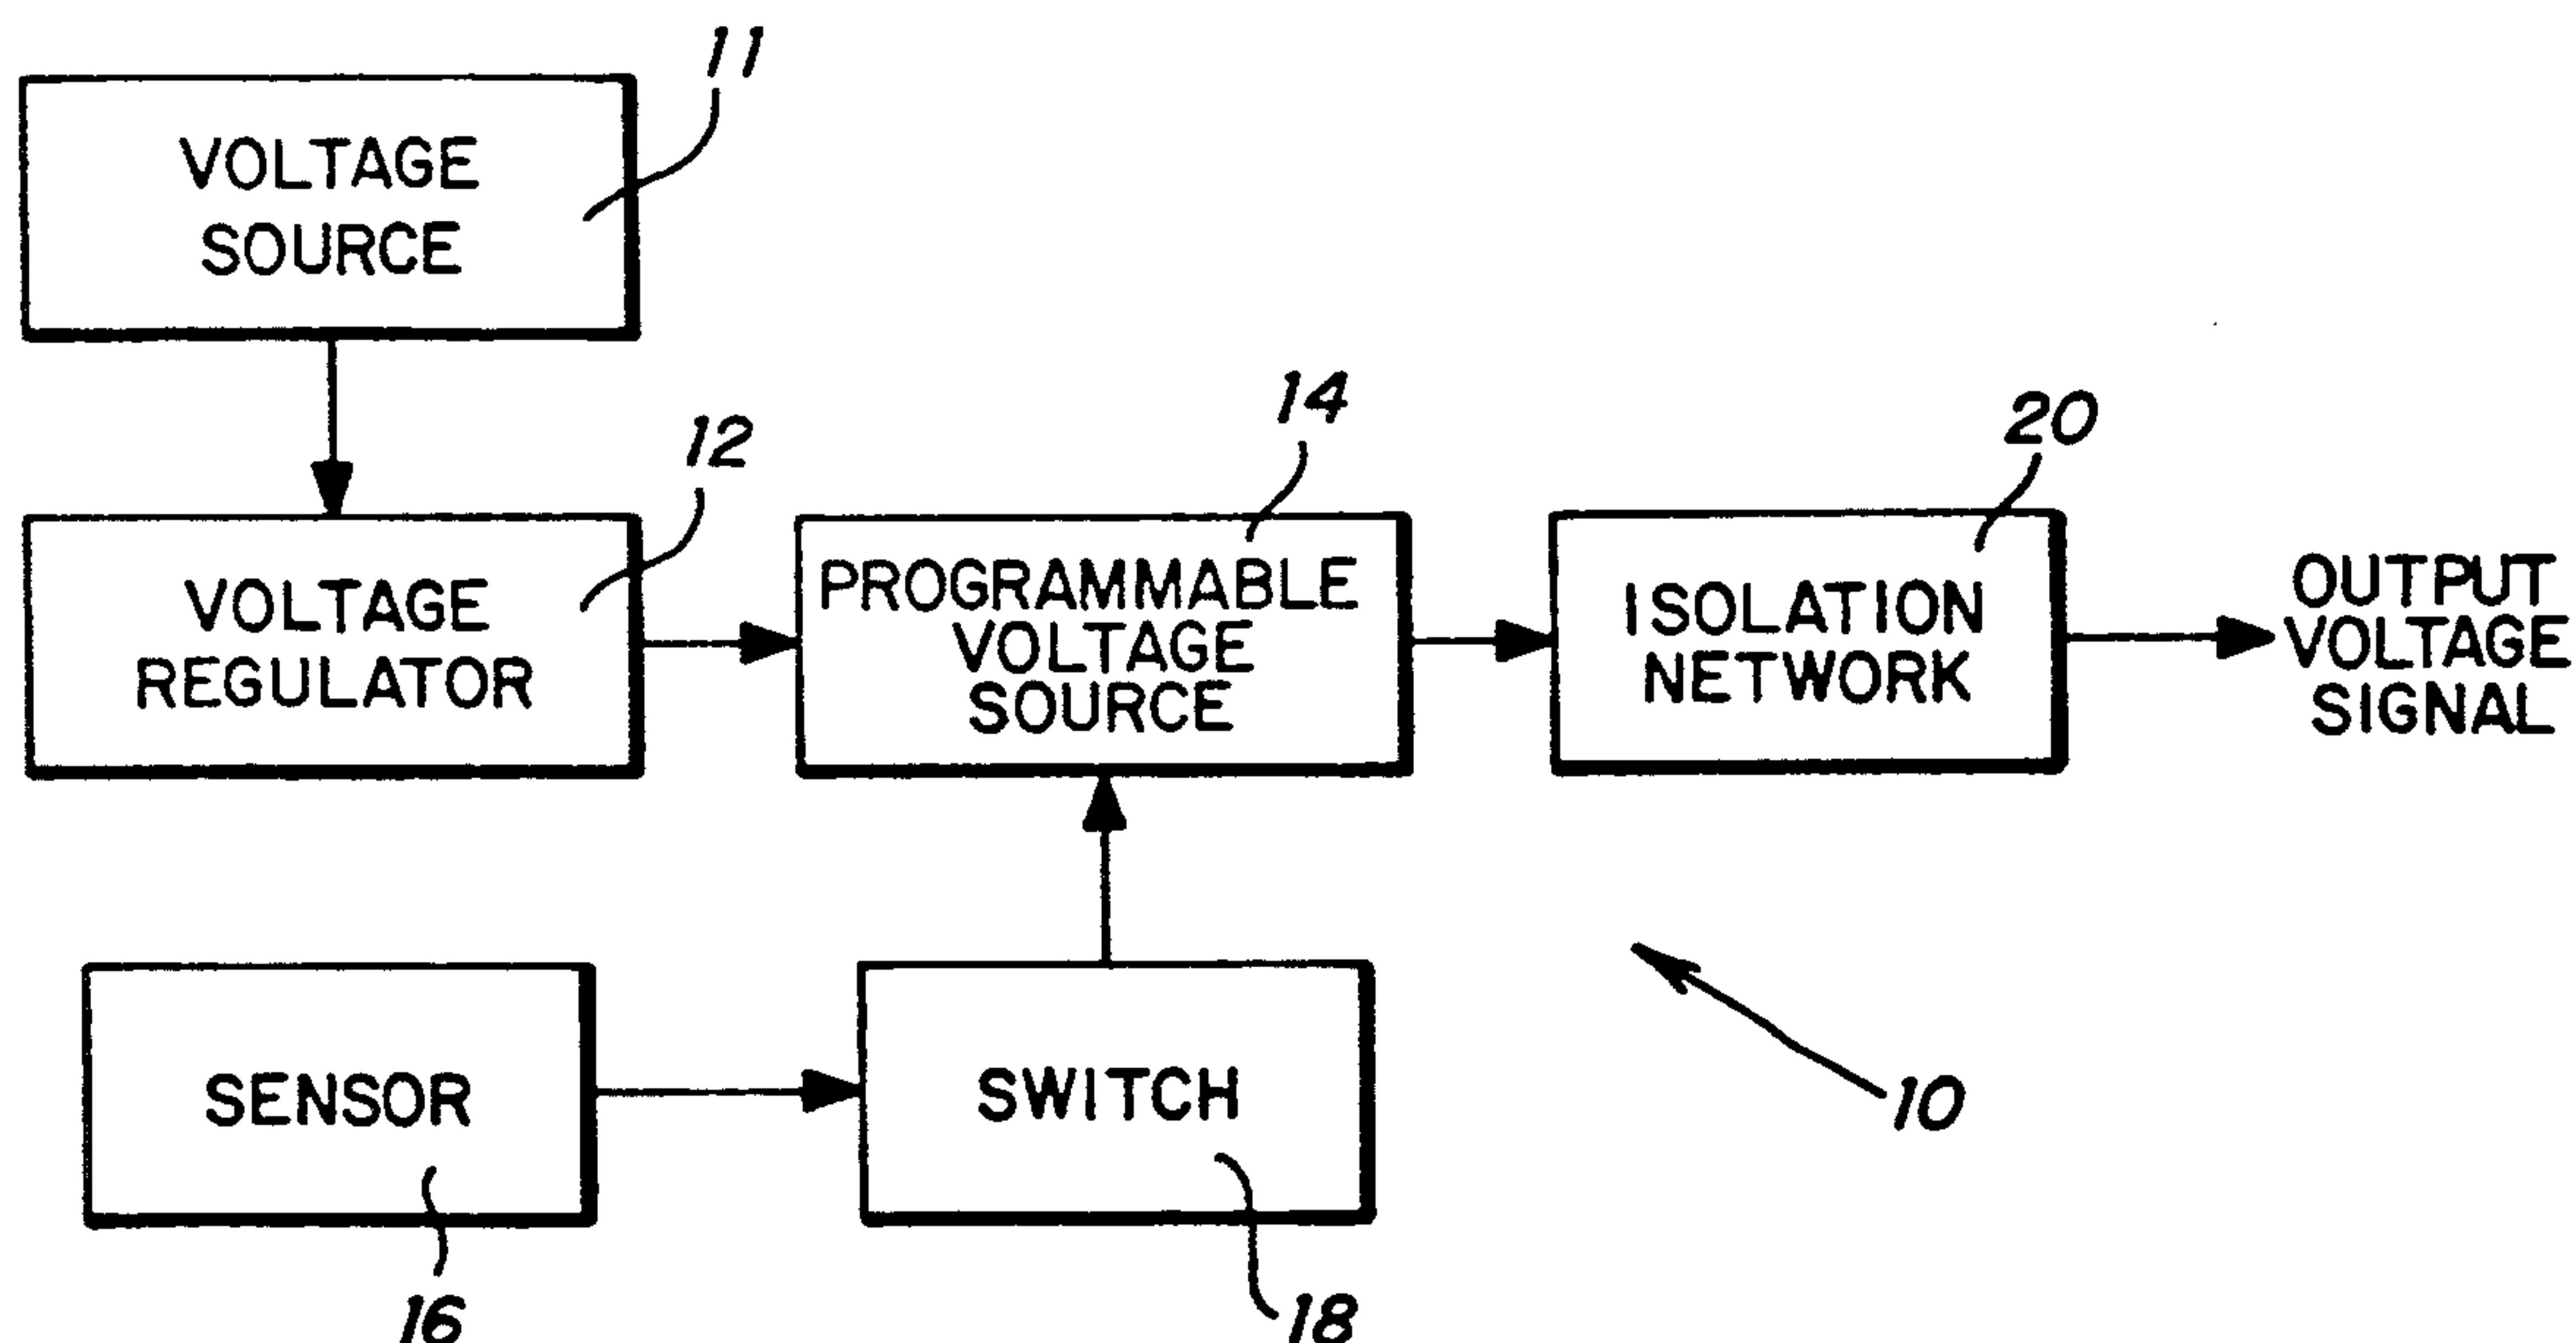 11
VOLTAGE
SOURCE
12
14
20
VOLTAGE
REGULATOR
PROGRAMMABLE
VOLTAGE
SOURCE
ISOLATION
NETWORK
OUTPUT
VOLTAGE
SIGNAL
SENSOR
SWITCH
10
16
18